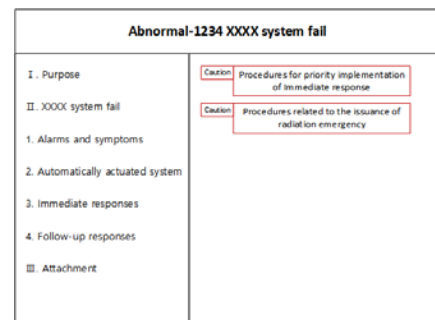 Abnormal-1234 XXXX system fail
Ⅰ. Purpose
Ⅱ. XXXX system fail
1. Alarms and symptoms
2. Automatically actuated system
3. Immediate responses
4. Follow-up responses
Ⅲ. Attachment
Caution
Procedures for priority implementation
of Immediate response
Caution
Procedures related to the issuance of
radiation emergency